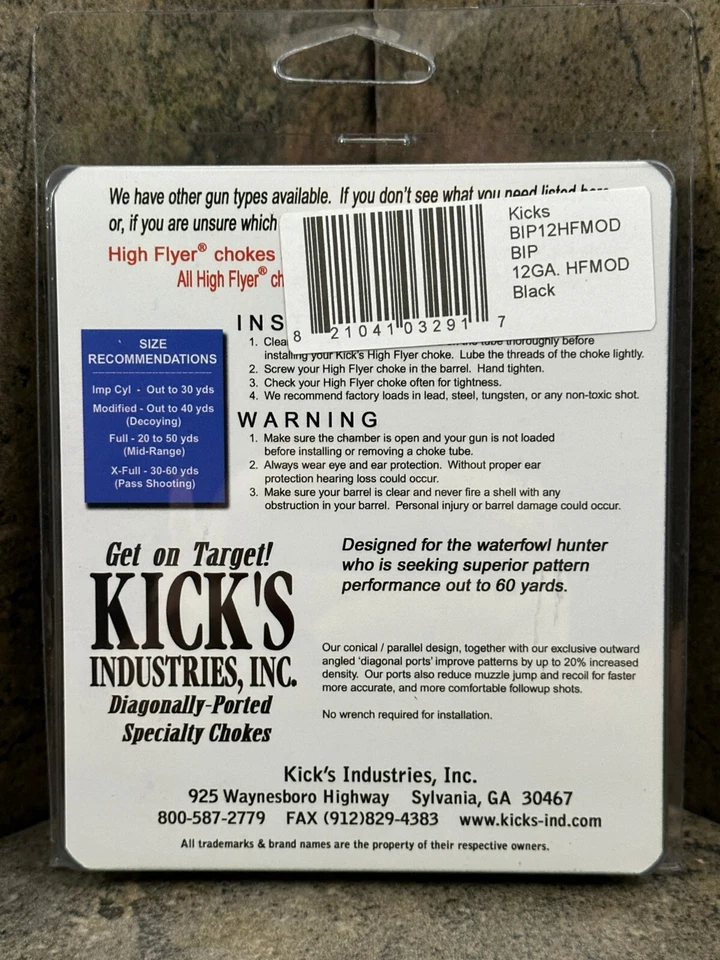 We have other gun types available. If you don't see what you need listed here
or, if you are unsure which
High Flyer® chokes
All High Flyer®
Kicks
BIP12HFMOD
BIP
12GA. HFMOD
Black
8 21041 03291 7
SIZE
RECOMMENDATIONS
Imp Cyl - Out to 30 yds
Modified - Out to 40 yds
(Decoying)
Full - 20 to 50 yds
(Mid-Range)
X-Full - 30-60 yds
(Pass Shooting)
1. tube thoroughly before
installing your Kick's High Flyer choke. Lube the threads of the choke lightly.
2. Screw your High Flyer choke in the barrel. Hand tighten.
3. Check your High Flyer choke often for tightness.
4. We recommend factory loads in lead, steel, tungsten, or any non-toxic shot.
WARNING
1. Make sure the chamber is open and your gun is not loaded
before installing or removing a choke tube.
2. Always wear eye and ear protection. Without proper ear
protection hearing loss could occur.
3. Make sure your barrel is clear and never fire a shell with any
obstruction in your barrel. Personal injury or barrel damage could occur.
Get on Target!
KICK'S
INDUSTRIES, INC.
Diagonally-Ported
Specialty Chokes
Designed for the waterfowl hunter
who is seeking superior pattern
performance out to 60 yards.
Our conical / parallel design, together with our exclusive outward
angled 'diagonal ports' improve patterns by up to 20% increased
density. Our ports also reduce muzzle jump and recoil for faster
more accurate, and more comfortable followup shots.
No wrench required for installation.
Kick's Industries, Inc.
925 Waynesboro Highway Sylvania, GA 30467
800-587-2779 FAX (912)829-4383 www.kicks-ind.com
All trademarks & brand names are the property of their respective owners.